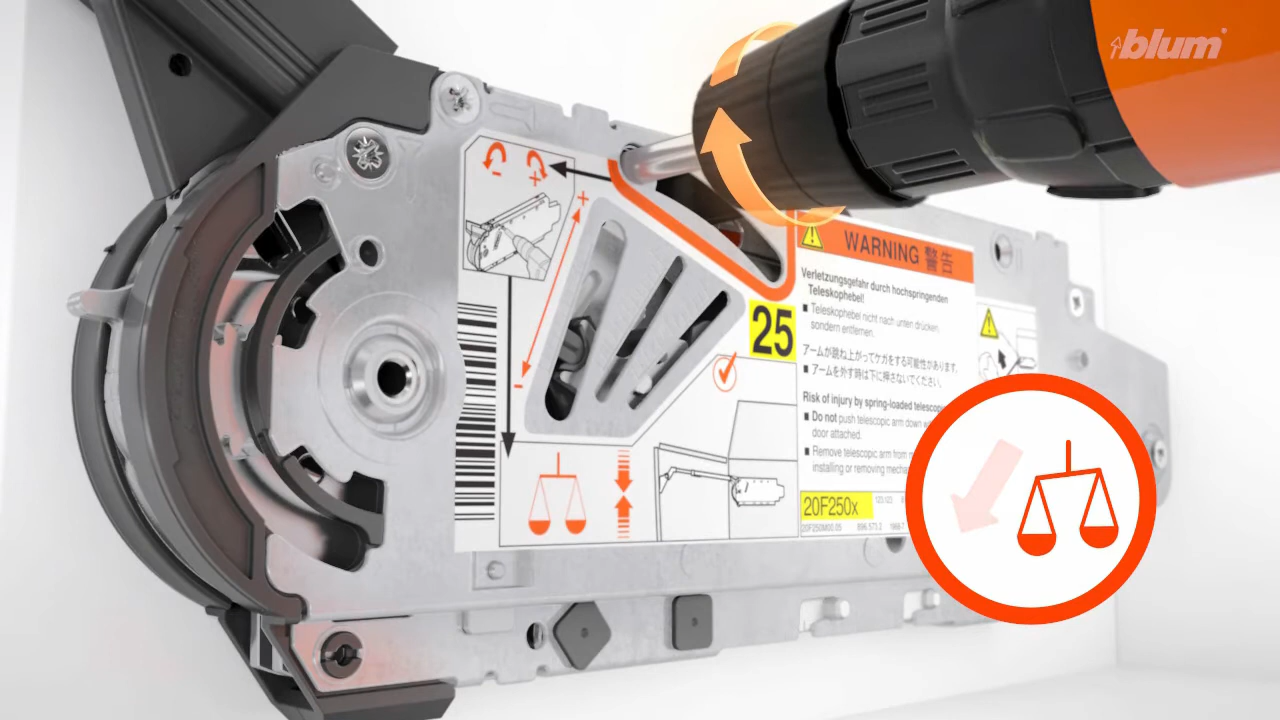 blum
WARNING 警告
Verletzungsgefahr durch hochspringenden
Teleskophebel!
■ Teleskophebel nicht nach unten drücken,
sondern entfernen.
アームが跳ね上がってケガをする可能性があります。
■ アームを外す時は下に押さないでください。
Risk of injury by spring-loaded
■ Do not push telescopic arm down
door attached.
■ Remove telescopic arm from
installing or removing
25
20F250x